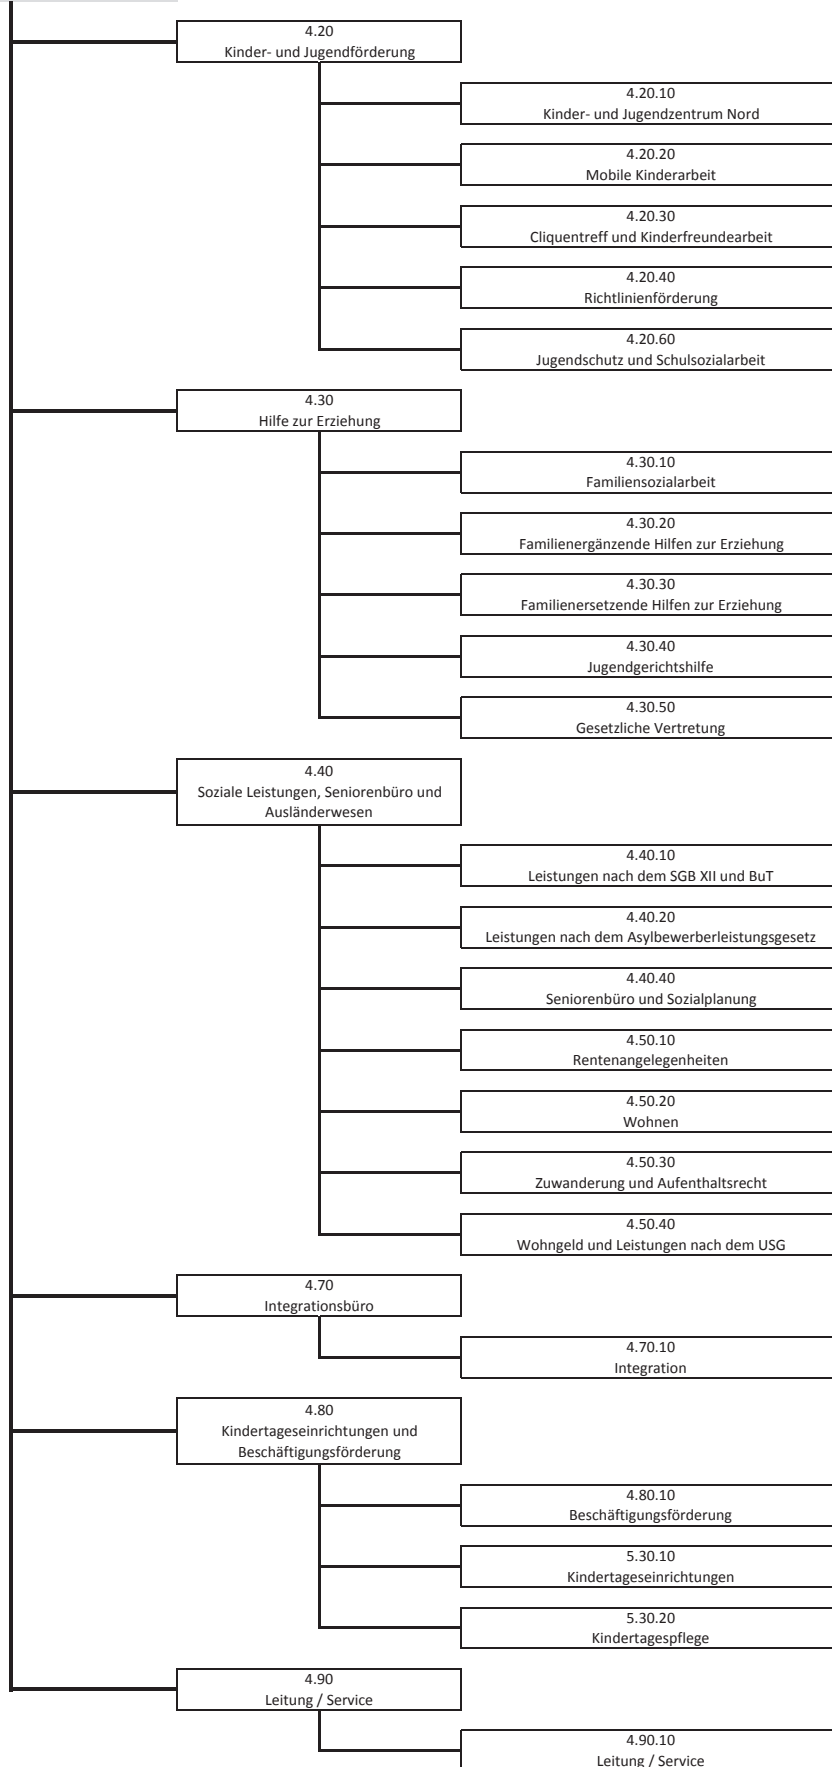 4.20
Kinder- und Jugendförderung
4.20.10
Kinder- und Jugendzentrum Nord
4.20.20
Mobile Kinderarbeit
4.20.30
Cliquentreff und Kinderfreundearbeit
4.20.40
Richtlinienförderung
4.20.60
Jugendschutz und Schulsozialarbeit
4.30
Hilfe zur Erziehung
4.30.10
Familiensozialarbeit
4.30.20
Familienergänzende Hilfen zur Erziehung
4.30.30
Familienersetzende Hilfen zur Erziehung
4.30.40
Jugendgerichtshilfe
4.30.50
Gesetzliche Vertretung
4.40
Soziale Leistungen, Seniorenbüro und
Ausländerwesen
4.40.10
Leistungen nach dem SGB XII und BuT
4.40.20
Leistungen nach dem Asylbewerberleistungsgesetz
4.40.40
Seniorenbüro und Sozialplanung
4.50.10
Rentenangelegenheiten
4.50.20
Wohnen
4.50.30
Zuwanderung und Aufenthaltsrecht
4.50.40
Wohngeld und Leistungen nach dem USG
4.70
Integrationsbüro
4.70.10
Integration
4.80
Kindertageseinrichtungen und
Beschäftigungsförderung
4.80.10
Beschäftigungsförderung
5.30.10
Kindertageseinrichtungen
5.30.20
Kindertagespflege
4.90
Leitung / Service
4.90.10
Leitung / Service